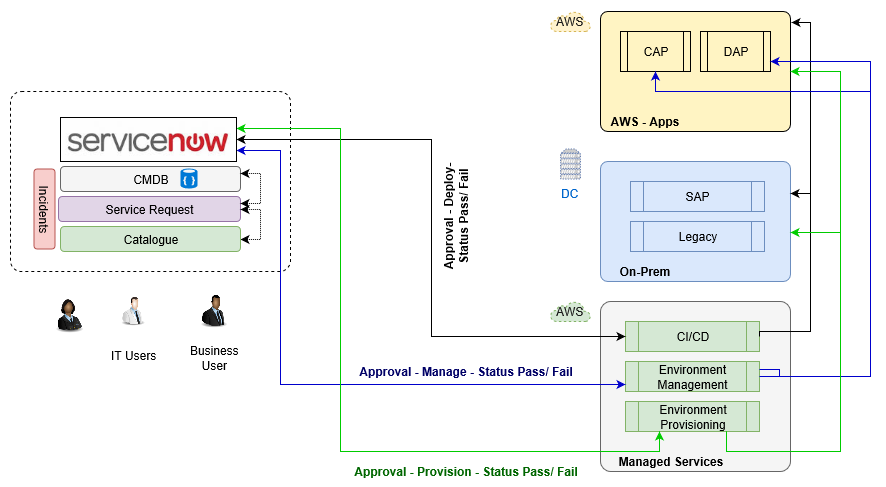 AWS
CAP
DAP
AWS - Apps
servicenow
CMDB
Service Request
Catalogue
Incidents
IT Users
Business
User
Approval - Deploy-
Status Pass/ Fail
DC
SAP
Legacy
On-Prem
AWS
CI/CD
Environment
Management
Environment
Provisioning
Managed Services
Approval - Manage - Status Pass/ Fail
Approval - Provision - Status Pass/ Fail